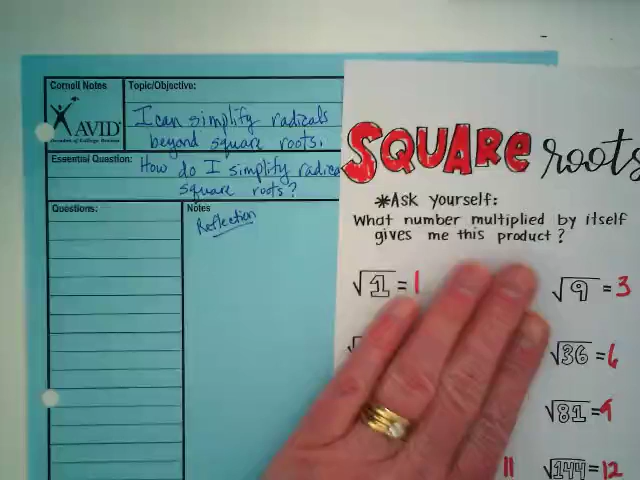 Cornell Notes
Topic/Objective:
I can simplify radicals
beyond square roots.
AVID
Essential Question:
How do I simplify radica
square roots?
Questions:
Notes
Reflection
SQUARE roots
*Ask yourself:
What number multiplied by itself
gives me this product?
√1 = 1
√9 = 3
√36 = 6
√81 = 9
11
√144 = 12